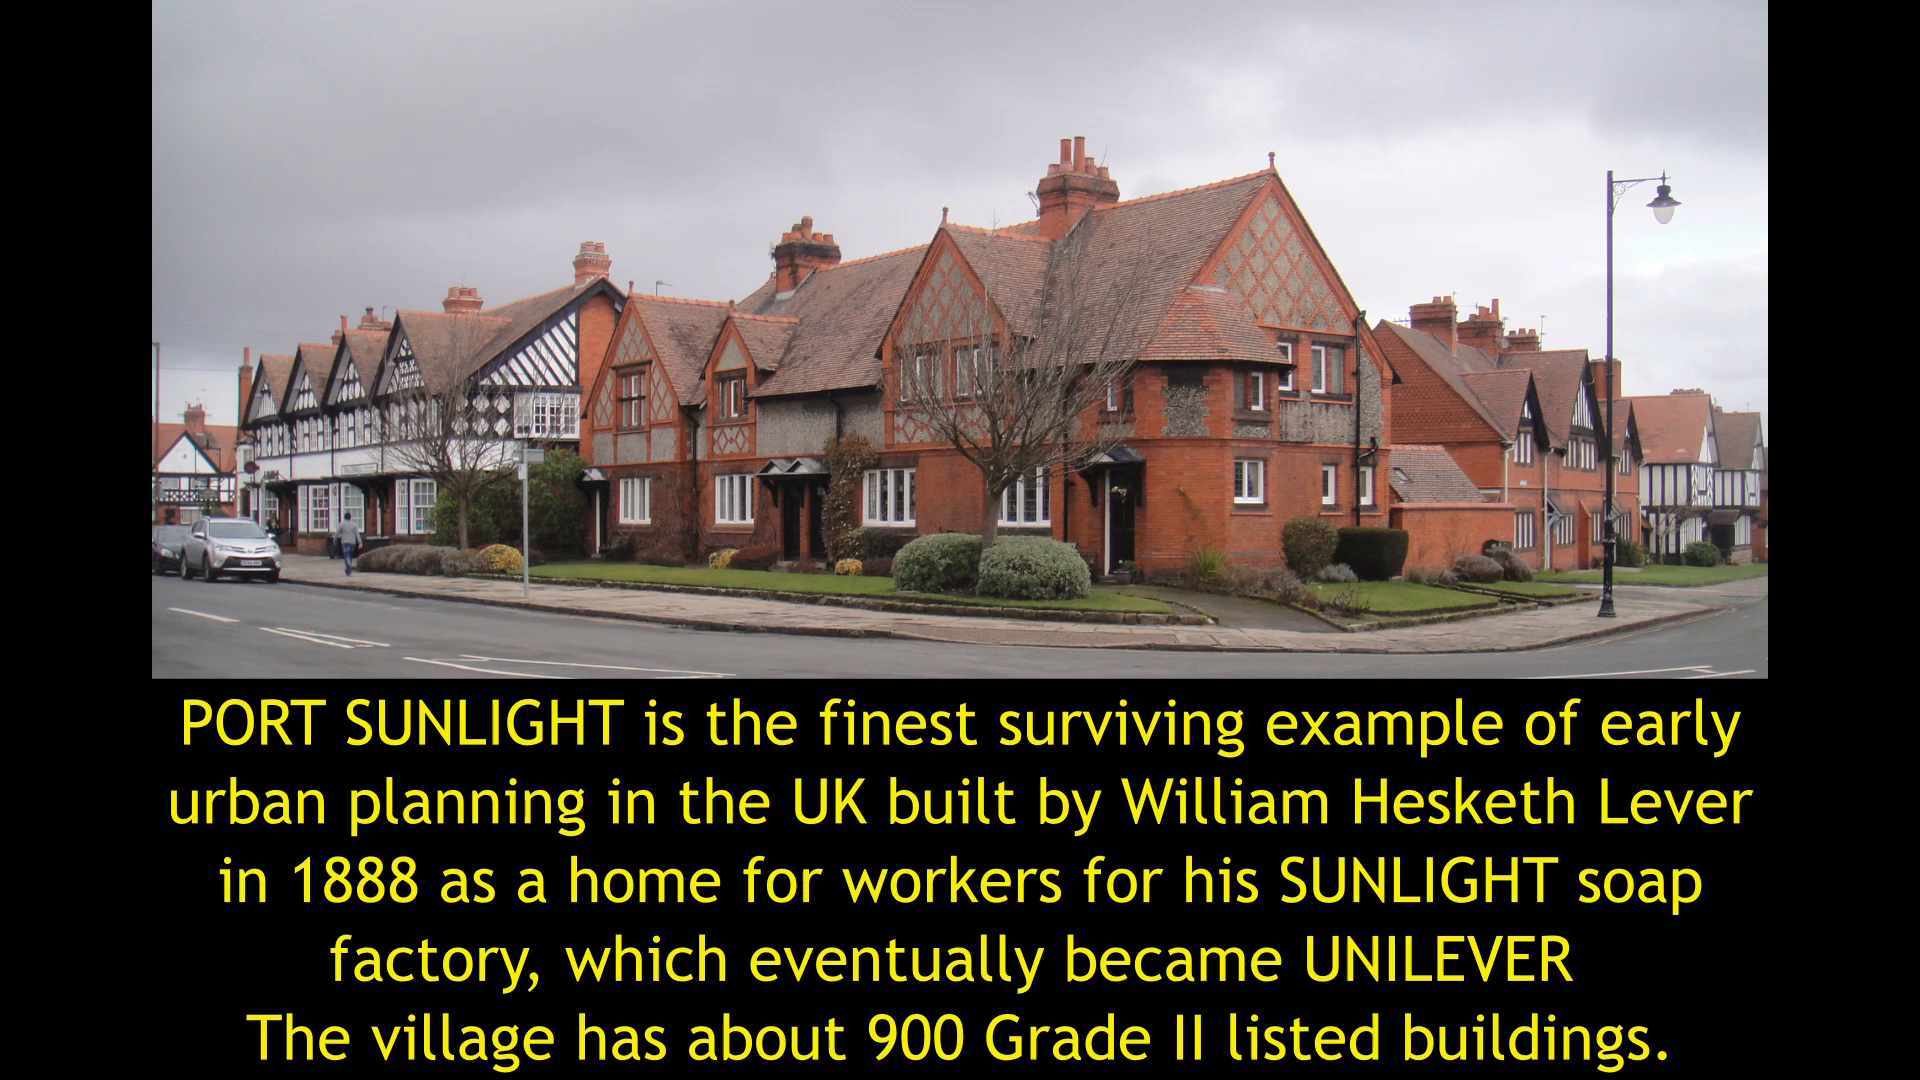 PORT SUNLIGHT is the finest surviving example of early
urban planning in the UK built by William Hesketh Lever
in 1888 as a home for workers for his SUNLIGHT soap
factory, which eventually became UNILEVER
The village has about 900 Grade II listed buildings.